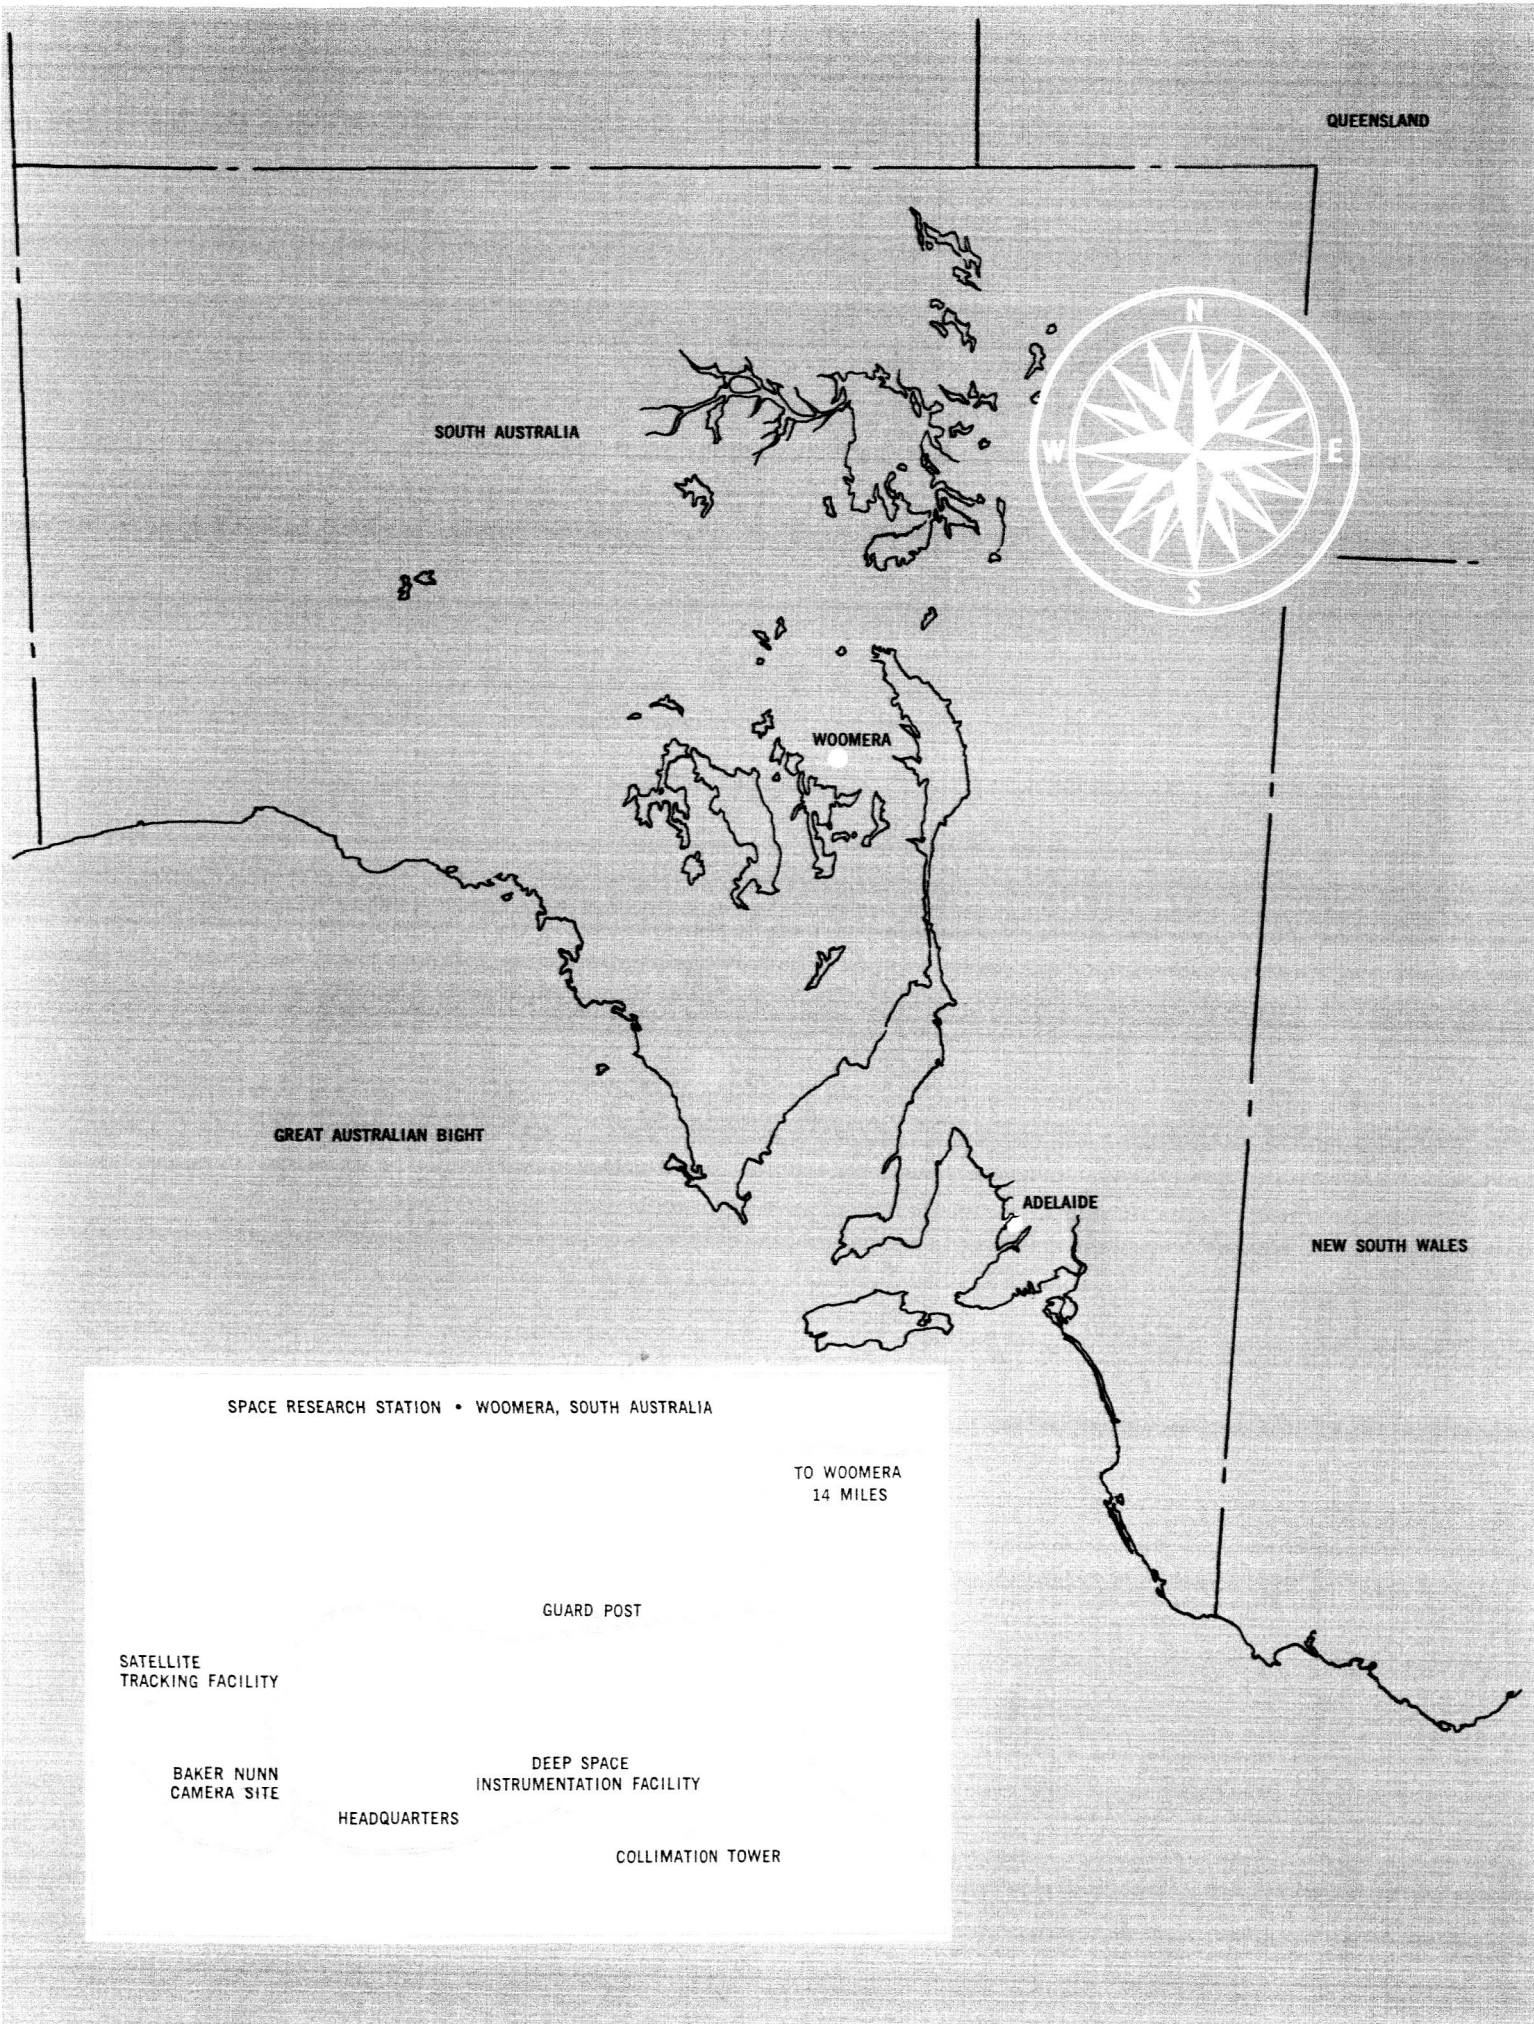 QUEENSLAND
N
W
E
S
SOUTH AUSTRALIA
WOOMERA
GREAT AUSTRALIAN BIGHT
ADELAIDE
NEW SOUTH WALES
SPACE RESEARCH STATION • WOOMERA, SOUTH AUSTRALIA
TO WOOMERA
14 MILES
GUARD POST
SATELLITE
TRACKING FACILITY
BAKER NUNN
CAMERA SITE
DEEP SPACE
INSTRUMENTATION FACILITY
HEADQUARTERS
COLLIMATION TOWER